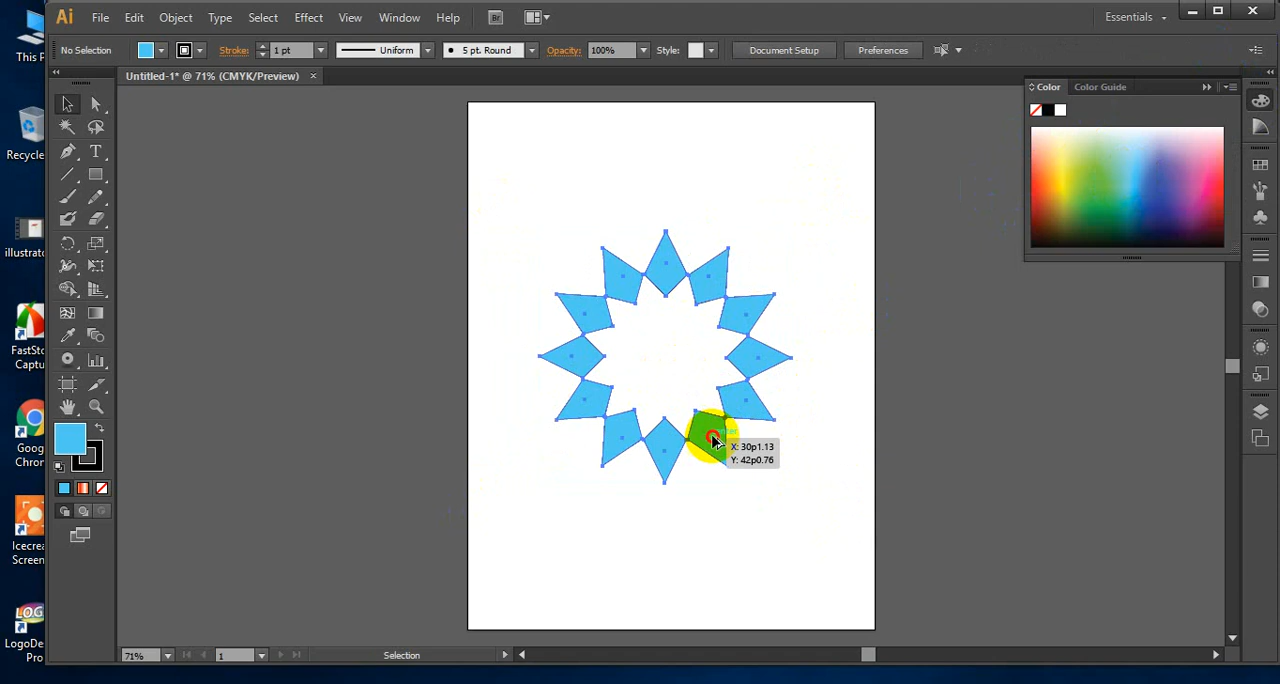 This P
Recycle
illustrato
FastSto
Captu
Goog
Chron
Icecrea
Screen
LOGO
LogoDe
Pro
Ai File Edit Object Type Select Effect View Window Help Br Essentials
No Selection Stroke: 1 pt Uniform 5 pt. Round Opacity: 100% Style: Document Setup Preferences
Untitled-1* @ 71% (CMYK/Preview) ×
Color Color Guide
T
X: 30p1.13
Y: 42p0.76
71% 1 Selection